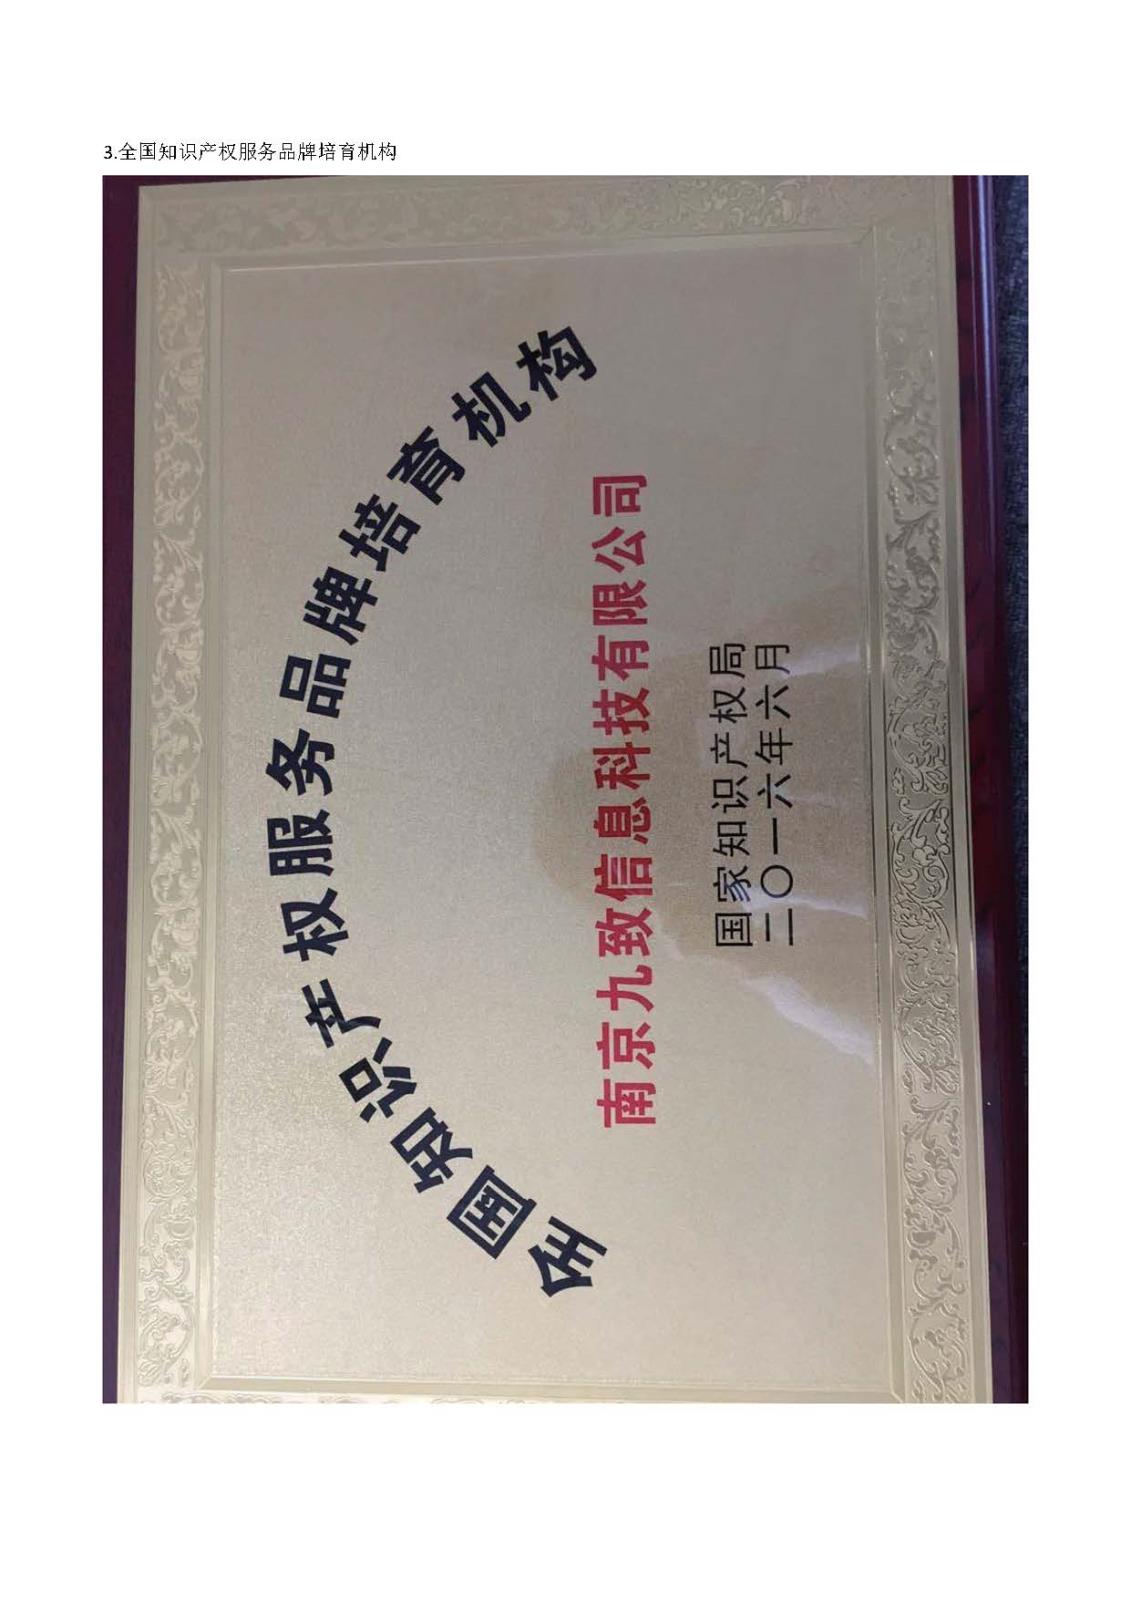 3.全国知识产权服务品牌培育机构
全国知识产权服务品牌培育机构
南京九致信息科技有限公司
国家知识产权局
二〇一六年六月